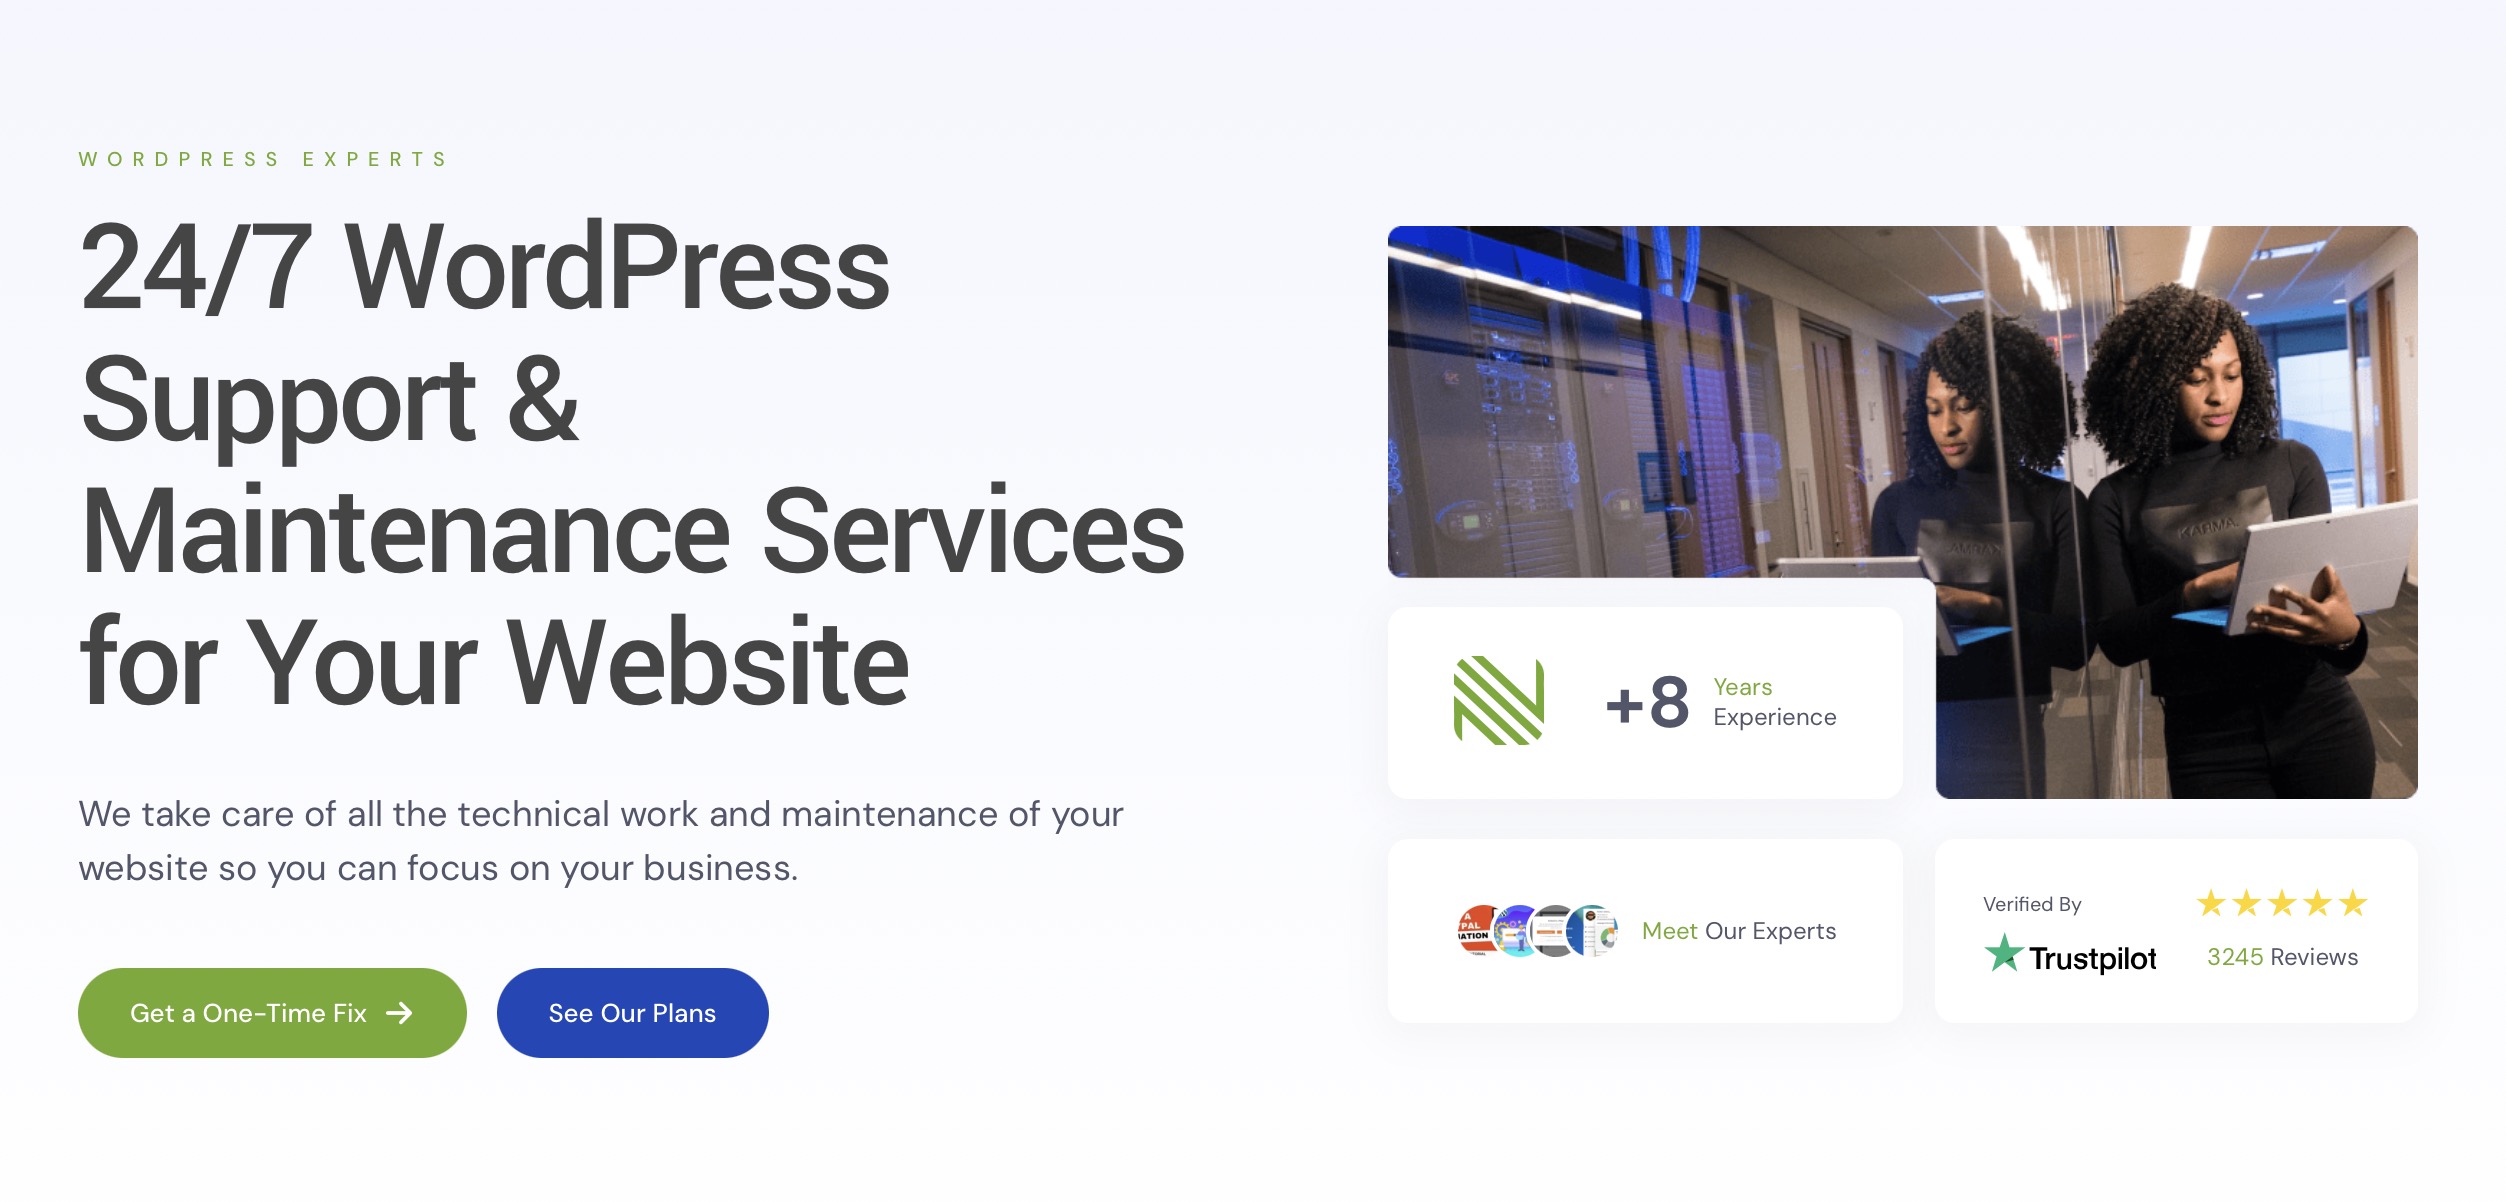 WORDPRESS EXPERTS
24/7 WordPress
Support &
Maintenance Services
for Your Website
We take care of all the technical work and maintenance of your
website so you can focus on your business.
Get a One-Time Fix
See Our Plans
KARMA
+8
Years
Experience
Meet Our Experts
Verified By
Trustpilot
3245 Reviews